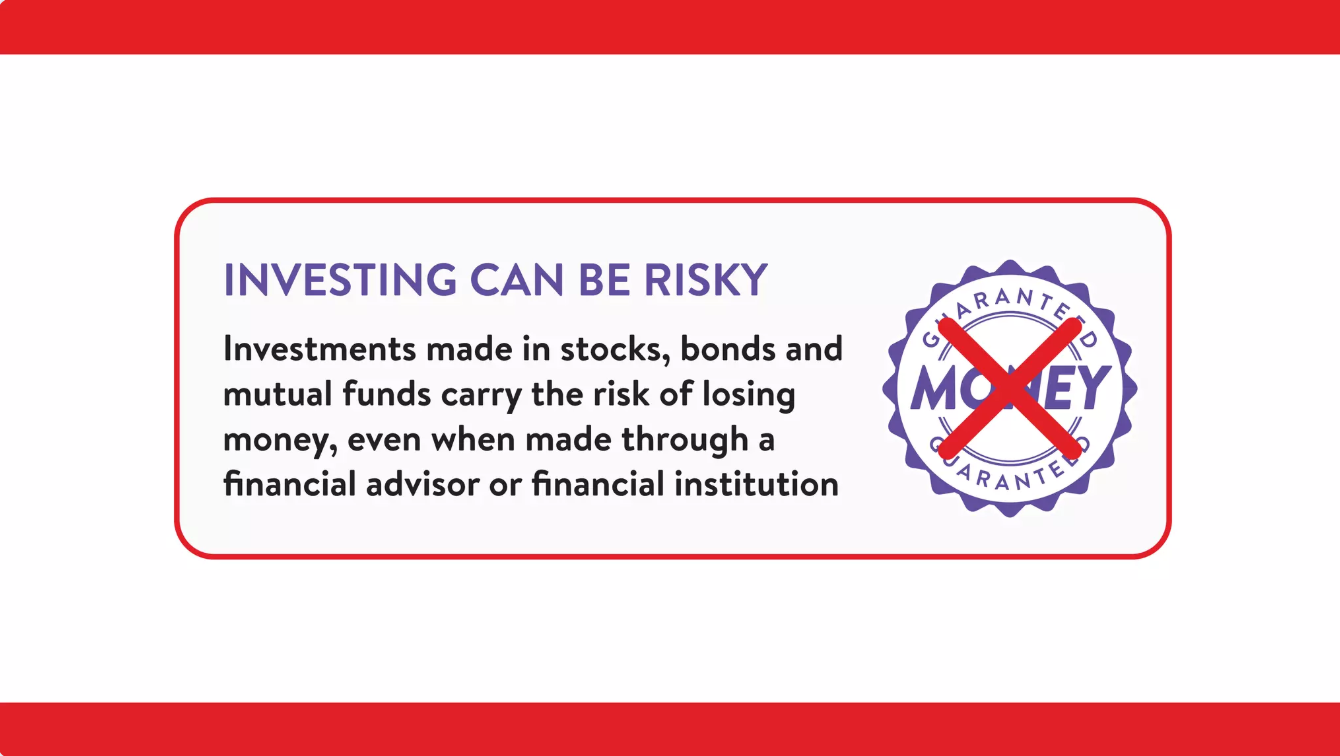 INVESTING CAN BE RISKY
Investments made in stocks, bonds and
mutual funds carry the risk of losing
money, even when made through a
financial advisor or financial institution
GUARANTEED
MONEY
GUARANTEED